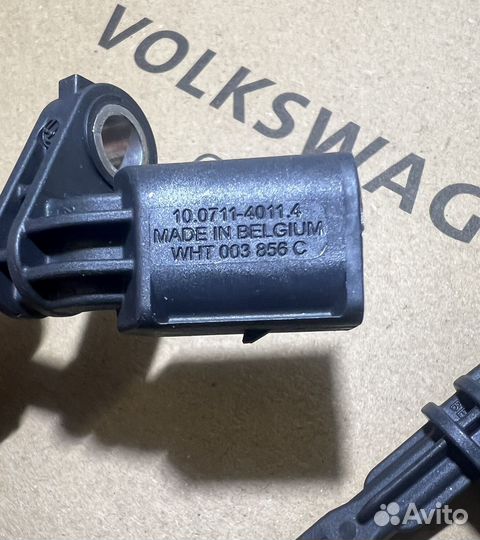 VOLKSWAG
10.0711-4011.4
MADE IN BELGIUM
WHT 003 856 C
Avito